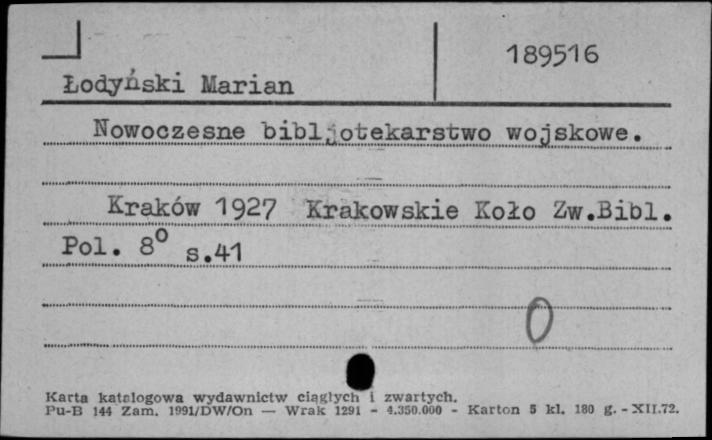 189516
Łodyński Marian
Nowoczesne bibljotekarstwo wojskowe.
Kraków 1927 Krakowskie Koło Zw.Bibl.
Pol. 8⁰ s.41
0
Karta katalogowa wydawnictw ciągłych i zwartych.
Pu-B 144 Zam. 1991/DW/On — Wrak 1291 - 4.350.000 - Karton 5 kl. 180 g. - XII.72.